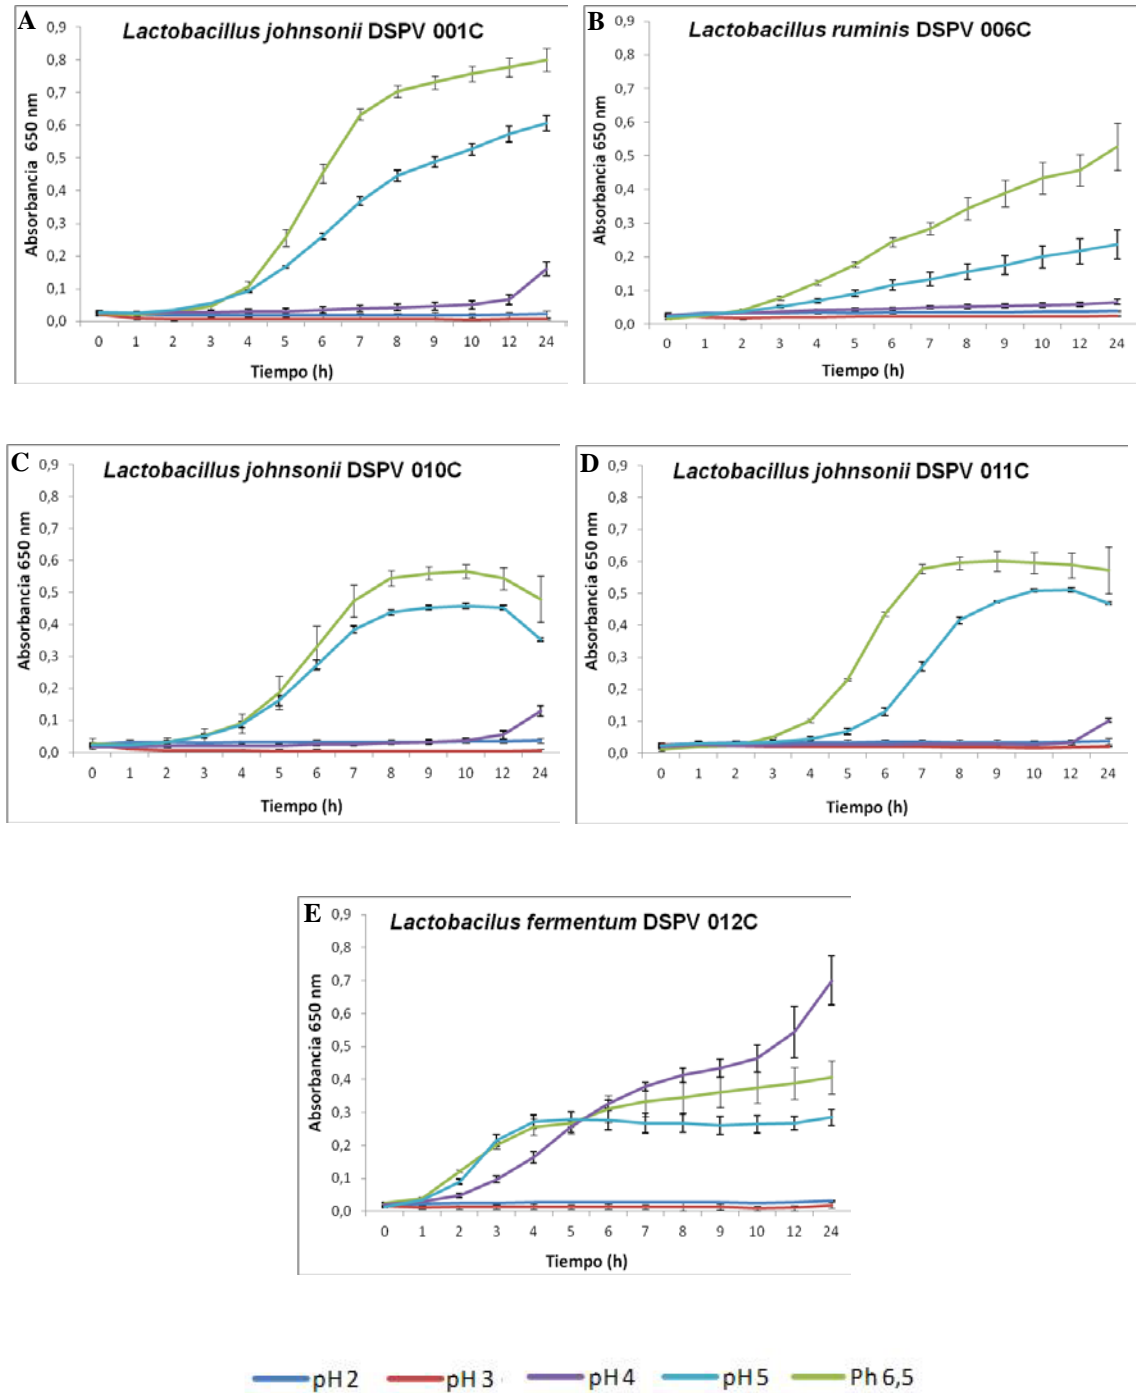 A
Lactobacillus johnsonii DSPV 001C
0,9
0,8
0,7
0,6
0,5
0,4
0,3
0,2
0,1
0,0
Absorbancia 650 nm
0 1 2 3 4 5 6 7 8 9 10 12 24
Tiempo (h)
B
Lactobacillus ruminis DSPV 006C
0,9
0,8
0,7
0,6
0,5
0,4
0,3
0,2
0,1
0,0
Absorbancia 650 nm
0 1 2 3 4 5 6 7 8 9 10 12 24
Tiempo (h)
C
Lactobacillus johnsonii DSPV 010C
0,9
0,8
0,7
0,6
0,5
0,4
0,3
0,2
0,1
0,0
Absorbancia 650 nm
0 1 2 3 4 5 6 7 8 9 10 12 24
Tiempo (h)
D
Lactobacillus johnsonii DSPV 011C
0,9
0,8
0,7
0,6
0,5
0,4
0,3
0,2
0,1
0,0
Absorbancia 650 nm
0 1 2 3 4 5 6 7 8 9 10 12 24
Tiempo (h)
E
Lactobacilus fermentum DSPV 012C
0,9
0,8
0,7
0,6
0,5
0,4
0,3
0,2
0,1
0,0
Absorbancia 650 nm
0 1 2 3 4 5 6 7 8 9 10 12 24
Tiempo (h)
pH 2 pH 3 pH 4 pH 5 Ph 6,5